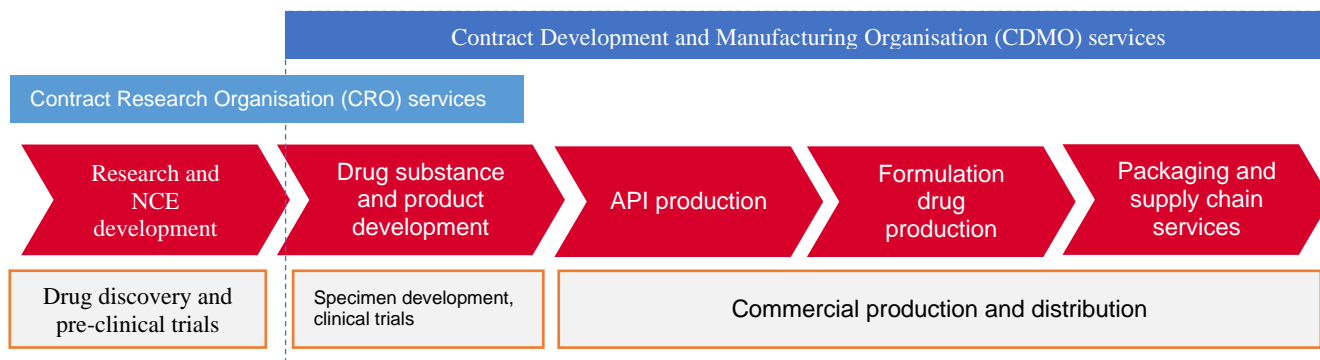 Contract Development and Manufacturing Organisation (CDMO) services
Contract Research Organisation (CRO) services
Research and
NCE
development
Drug substance
and product
development
API production
Formulation
drug
production
Packaging and
supply chain
services
Drug discovery and
pre-clinical trials
Specimen development,
clinical trials
Commercial production and distribution